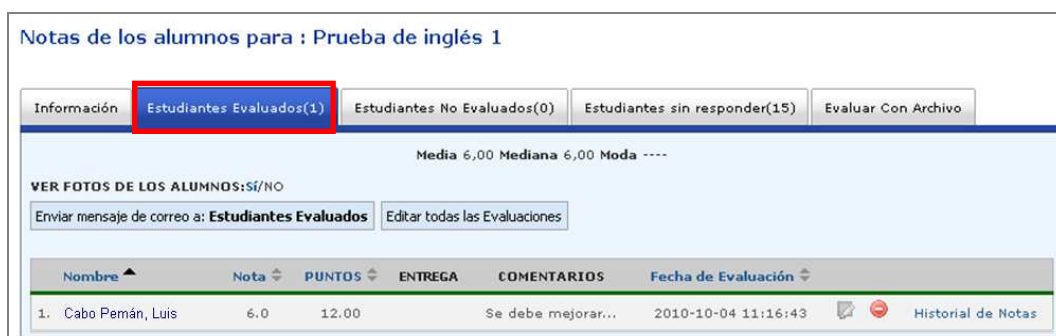 Notas de los alumnos para : Prueba de inglés 1
Información Estudiantes Evaluados(1) Estudiantes No Evaluados(0) Estudiantes sin responder(15) Evaluar Con Archivo
Media 6,00 Mediana 6,00 Moda ----
VER FOTOS DE LOS ALUMNOS:Sí/NO
Enviar mensaje de correo a: Estudiantes Evaluados Editar todas las Evaluaciones
Nombre Nota PUNTOS ENTREGA COMENTARIOS Fecha de Evaluación
1. Cabo Pemán, Luis 6.0 12.00 Se debe mejorar... 2010-10-04 11:16:43 Historial de Notas